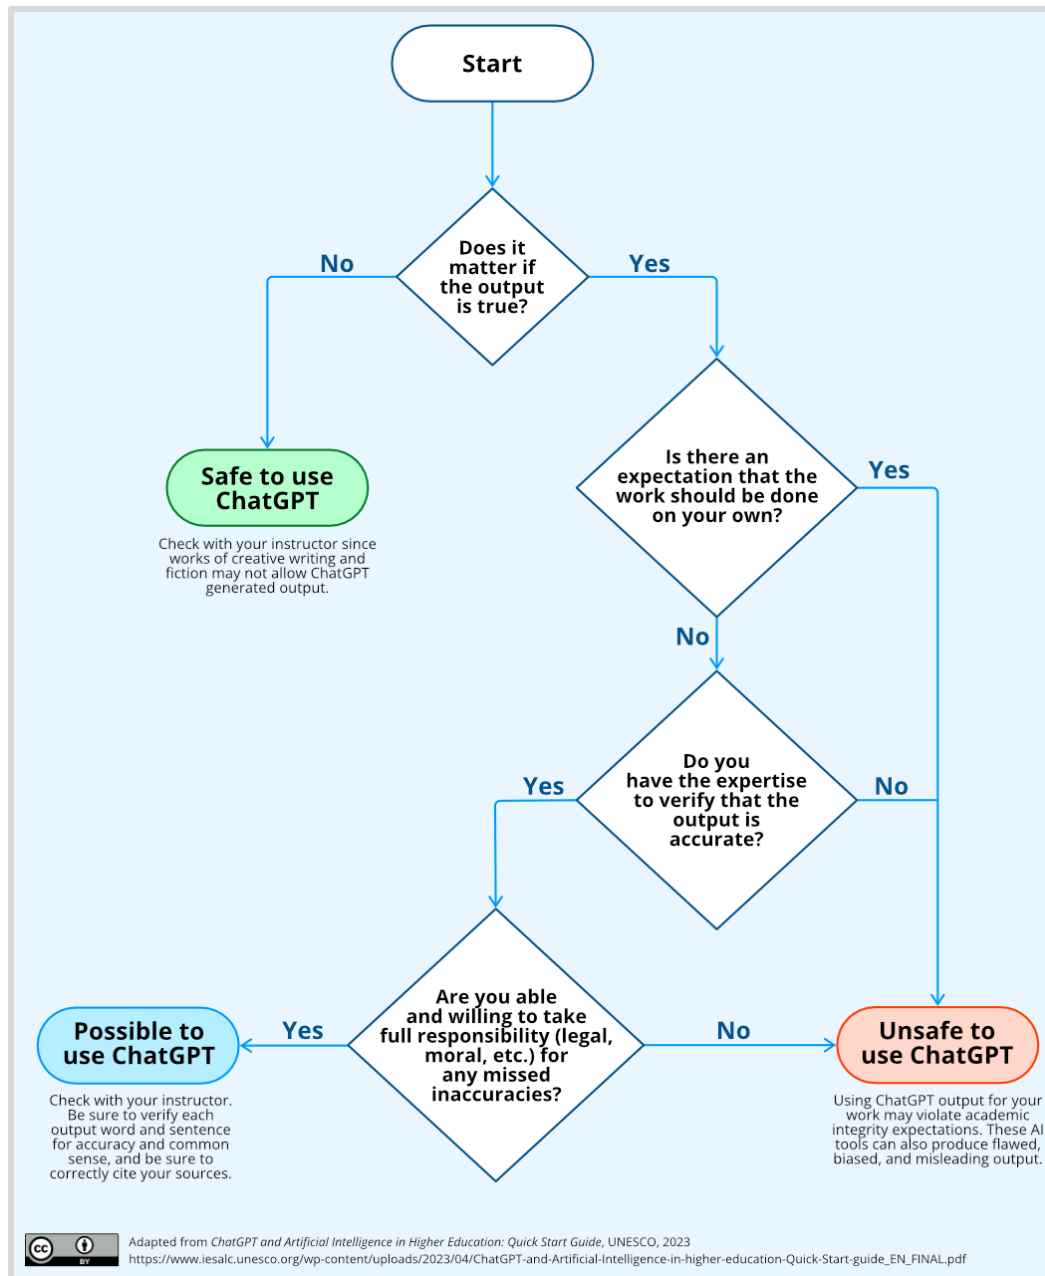 Start
Does it
matter if
the output
is true?
No
Yes
Safe to use
ChatGPT
Check with your instructor since
works of creative writing and
fiction may not allow ChatGPT
generated output.
Is there an
expectation that the
work should be done
on your own?
Yes
No
Do you
have the expertise
to verify that the
output is
accurate?
Yes
No
Are you able
and willing to take
full responsibility (legal,
moral, etc.) for
any missed
inaccuracies?
Yes
No
Possible to
use ChatGPT
Check with your instructor.
Be sure to verify each
output word and sentence
for accuracy and common
sense, and be sure to
correctly cite your sources.
Unsafe to
use ChatGPT
Using ChatGPT output for your
work may violate academic
integrity expectations. These AI
tools can also produce flawed,
biased, and misleading output.
cc
BY
Adapted from ChatGPT and Artificial Intelligence in Higher Education: Quick Start Guide, UNESCO, 2023
https://www.iesalc.unesco.org/wp-content/uploads/2023/04/ChatGPT-and-Artificial-Intelligence-in-higher-education-Quick-Start-guide_EN_FINAL.pdf